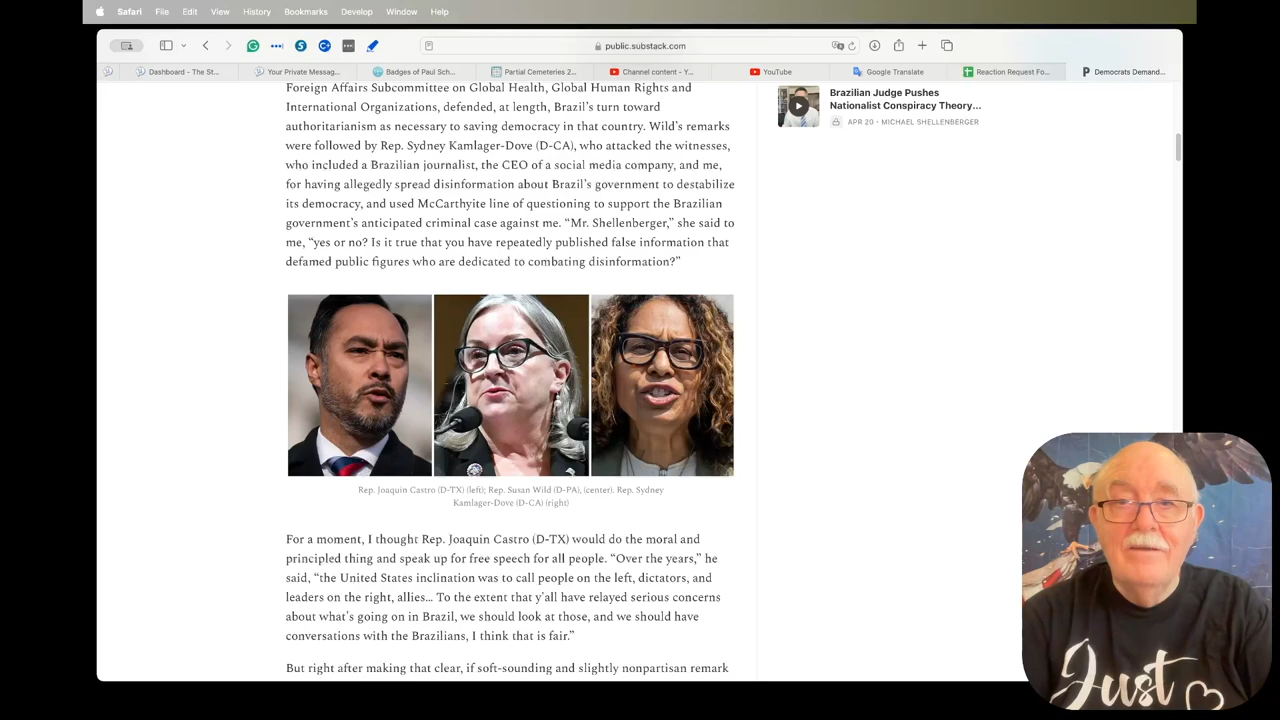 Safari File Edit View History Bookmarks Develop Window Help
public.substack.com
Dashboard - The St...
Your Private Messag...
Badges of Paul Sch...
Partial Cemeteries 2...
Channel content - Y...
YouTube
Google Translate
Reaction Request Fo...
Democrats Demand...
Foreign Affairs Subcommittee on Global Health, Global Human Rights and
International Organizations, defended, at length, Brazil's turn toward
authoritarianism as necessary to saving democracy in that country. Wild's remarks
were followed by Rep. Sydney Kamlager-Dove (D-CA), who attacked the witnesses,
who included a Brazilian journalist, the CEO of a social media company, and me,
for having allegedly spread disinformation about Brazil's government to destabilize
its democracy, and used McCarthyite line of questioning to support the Brazilian
government's anticipated criminal case against me. “Mr. Shellenberger,” she said to
me, “yes or no? Is it true that you have repeatedly published false information that
defamed public figures who are dedicated to combating disinformation?”
Rep. Joaquin Castro (D-TX) (left); Rep. Susan Wild (D-PA), (center). Rep. Sydney
Kamlager-Dove (D-CA) (right)
For a moment, I thought Rep. Joaquin Castro (D-TX) would do the moral and
principled thing and speak up for free speech for all people. “Over the years,” he
said, “the United States inclination was to call people on the left, dictators, and
leaders on the right, allies… To the extent that y'all have relayed serious concerns
about what's going on in Brazil, we should look at those, and we should have
conversations with the Brazilians, I think that is fair.”
But right after making that clear, if soft-sounding and slightly nonpartisan remark
Brazilian Judge Pushes
Nationalist Conspiracy Theory...
APR 20 • MICHAEL SHELLENBERGER
Just